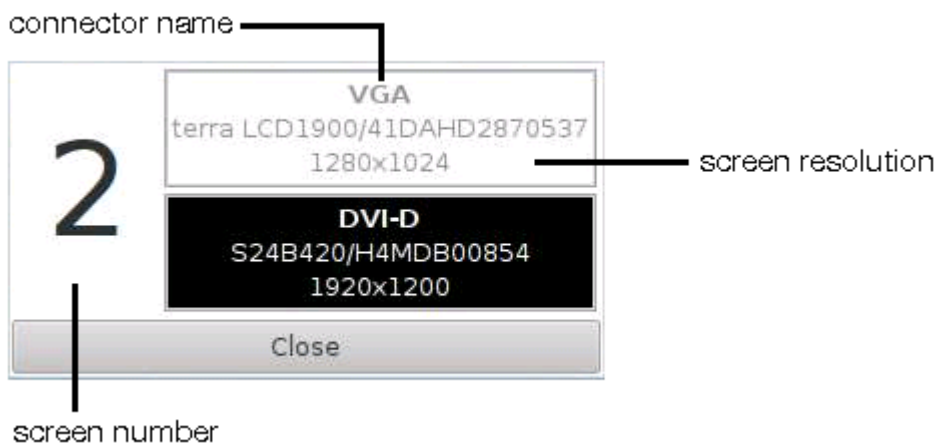 connector name
VGA
terra LCD1900/41DAHD2870537
1280x1024
screen resolution
2
DVI-D
S24B420/H4MDB00854
1920x1200
Close
screen number